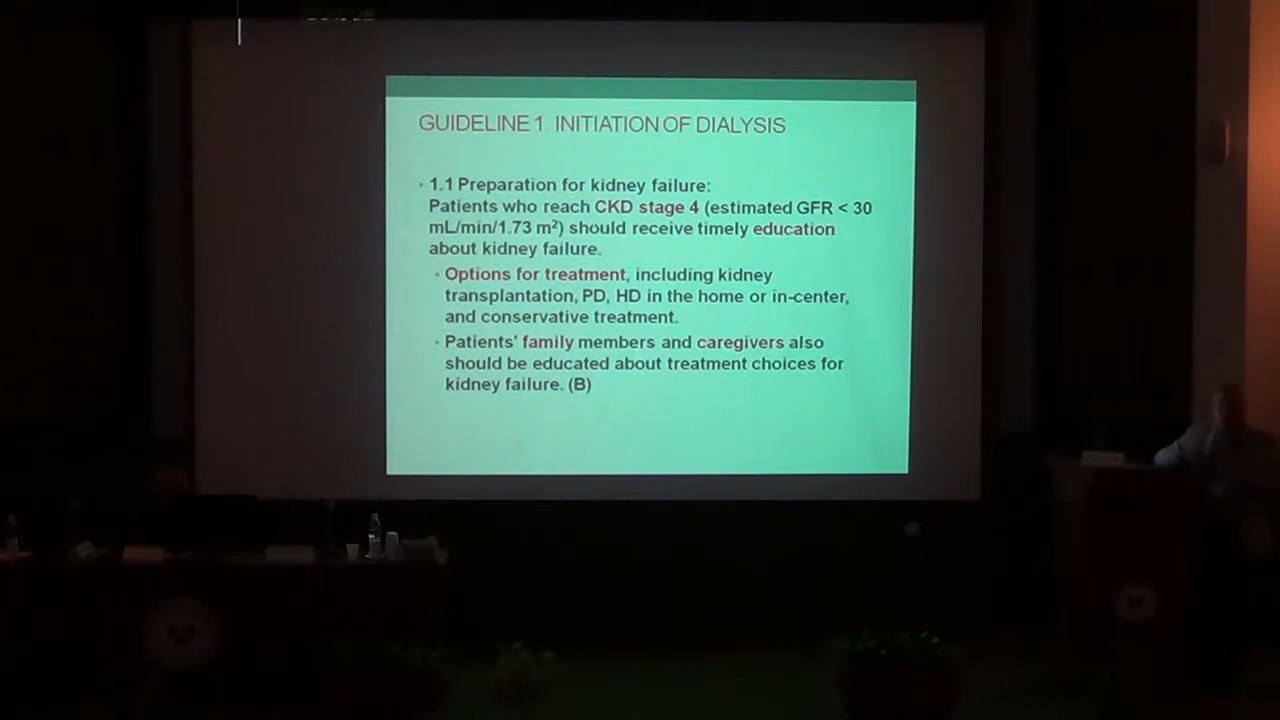 GUIDELINE 1. INITIATION OF DIALYSIS
• 1.1 Preparation for kidney failure:
Patients who reach CKD stage 4 (estimated GFR < 30
mL/min/1.73 m²) should receive timely education
about kidney failure.
• Options for treatment, including kidney
transplantation, PD, HD in the home or in-center,
and conservative treatment.
• Patients' family members and caregivers also
should be educated about treatment choices for
kidney failure. (B)